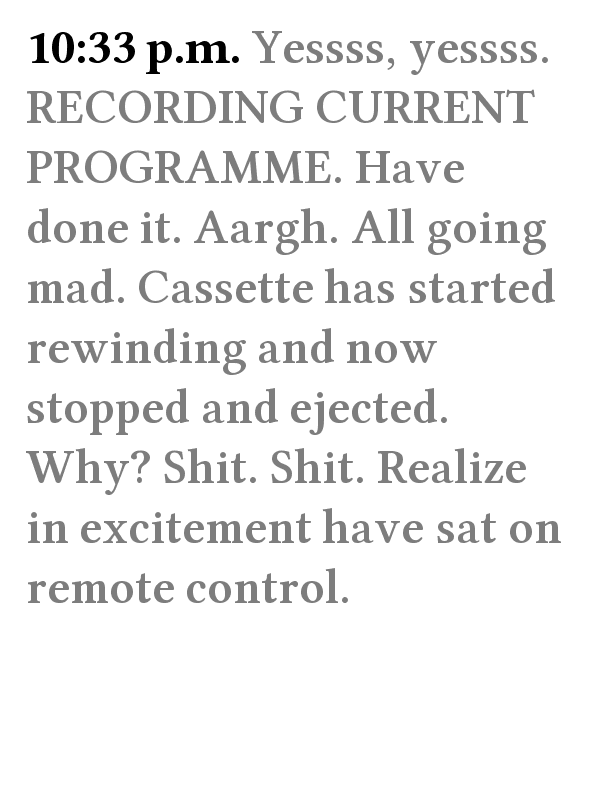 10:33 p.m. Yessss, yessss.
RECORDING CURRENT
PROGRAMME. Have
done it. Aargh. All going
mad. Cassette has started
rewinding and now
stopped and ejected.
Why? Shit. Shit. Realize
in excitement have sat on
remote control.